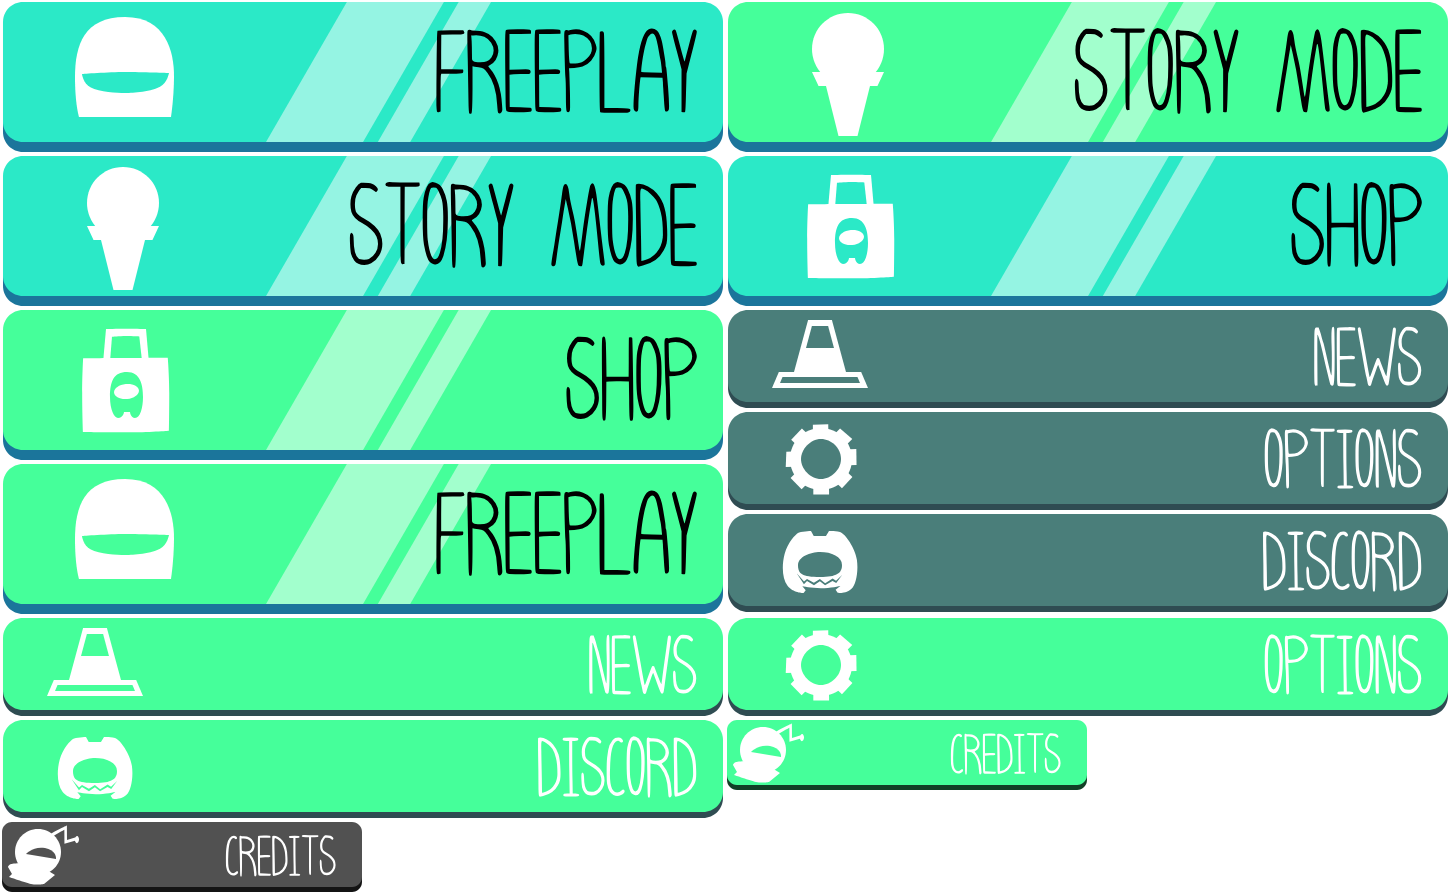 FREEPLAY
STORY MODE
STORY MODE
SHOP
SHOP
NEWS
OPTIONS
FREEPLAY
DISCORD
NEWS
OPTIONS
DISCORD
CREDITS
CREDITS